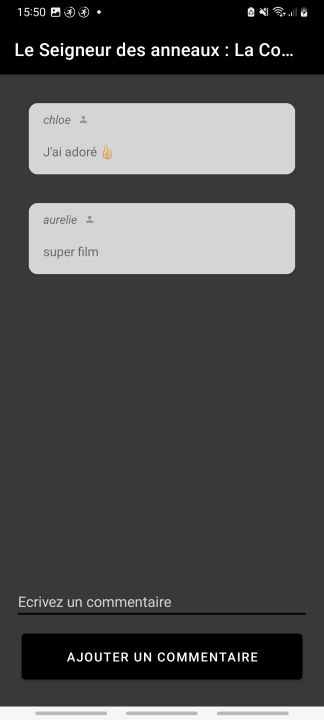 15:50
Le Seigneur des anneaux : La Co...
chloe
J'ai adoré 👍
aurelie
super film
Ecrivez un commentaire
AJOUTER UN COMMENTAIRE